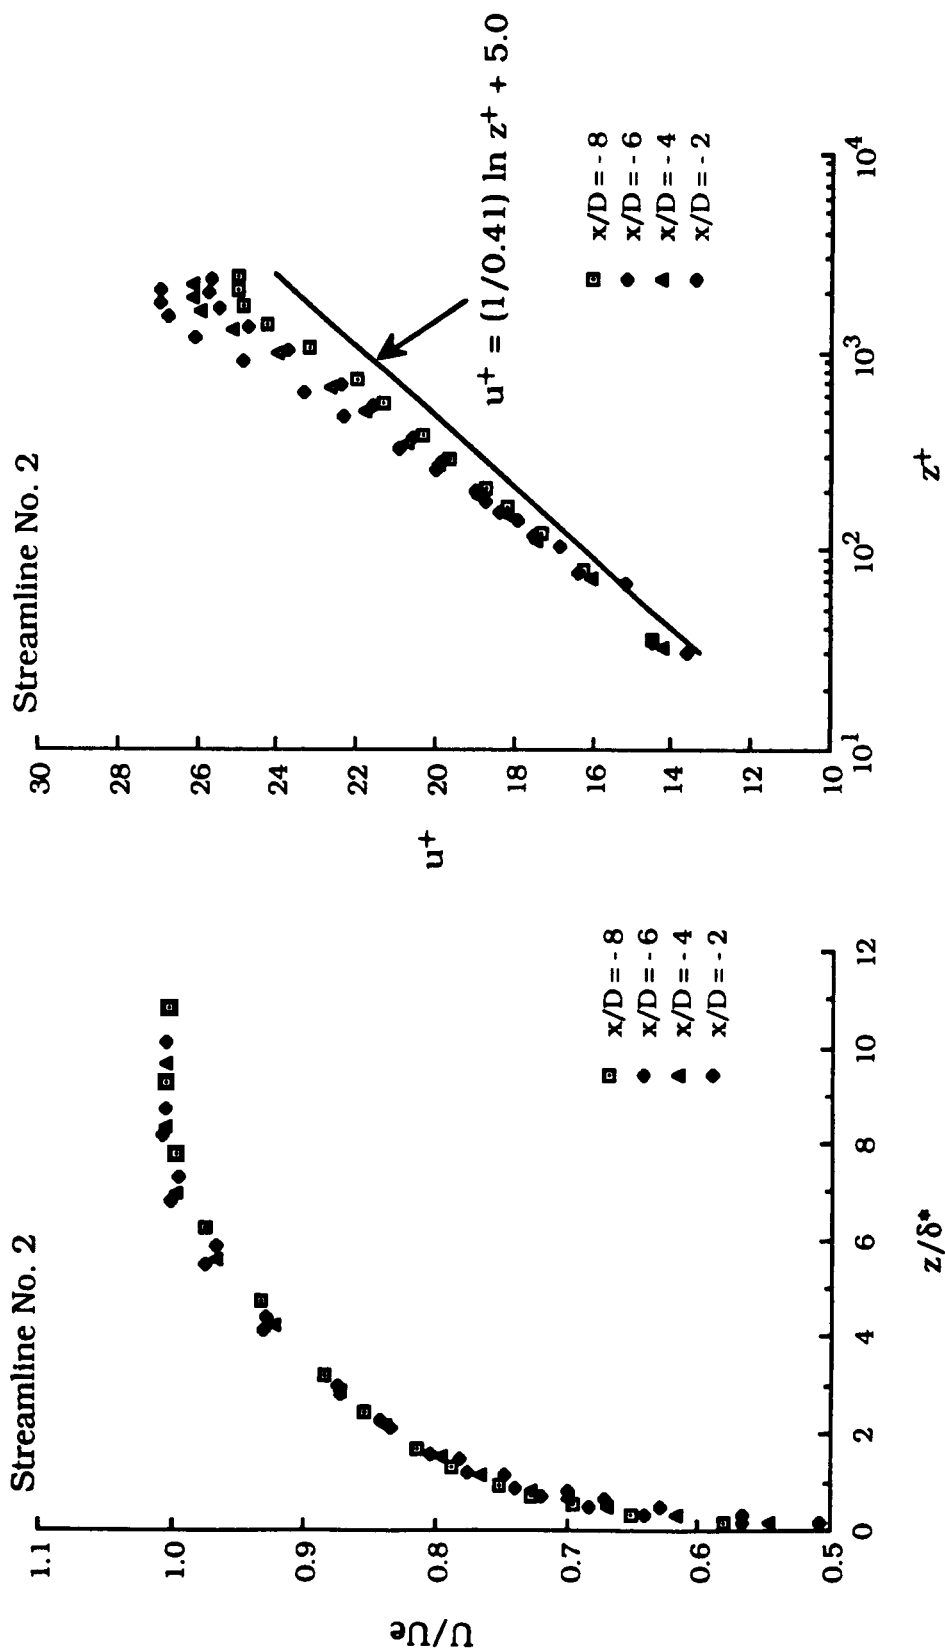 Streamline No. 2
1.1
1.0
0.9
0.8
0.7
0.6
0.5
U/Ue
0 2 4 6 8 10 12
z/δ*
x/D = - 8
x/D = - 6
x/D = - 4
x/D = - 2
Streamline No. 2
30
28
26
24
22
20
18
16
14
12
10
u⁺
10¹ 10² 10³ 10⁴
z⁺
u⁺ = (1/0.41) ln z⁺ + 5.0
x/D = - 8
x/D = - 6
x/D = - 4
x/D = - 2